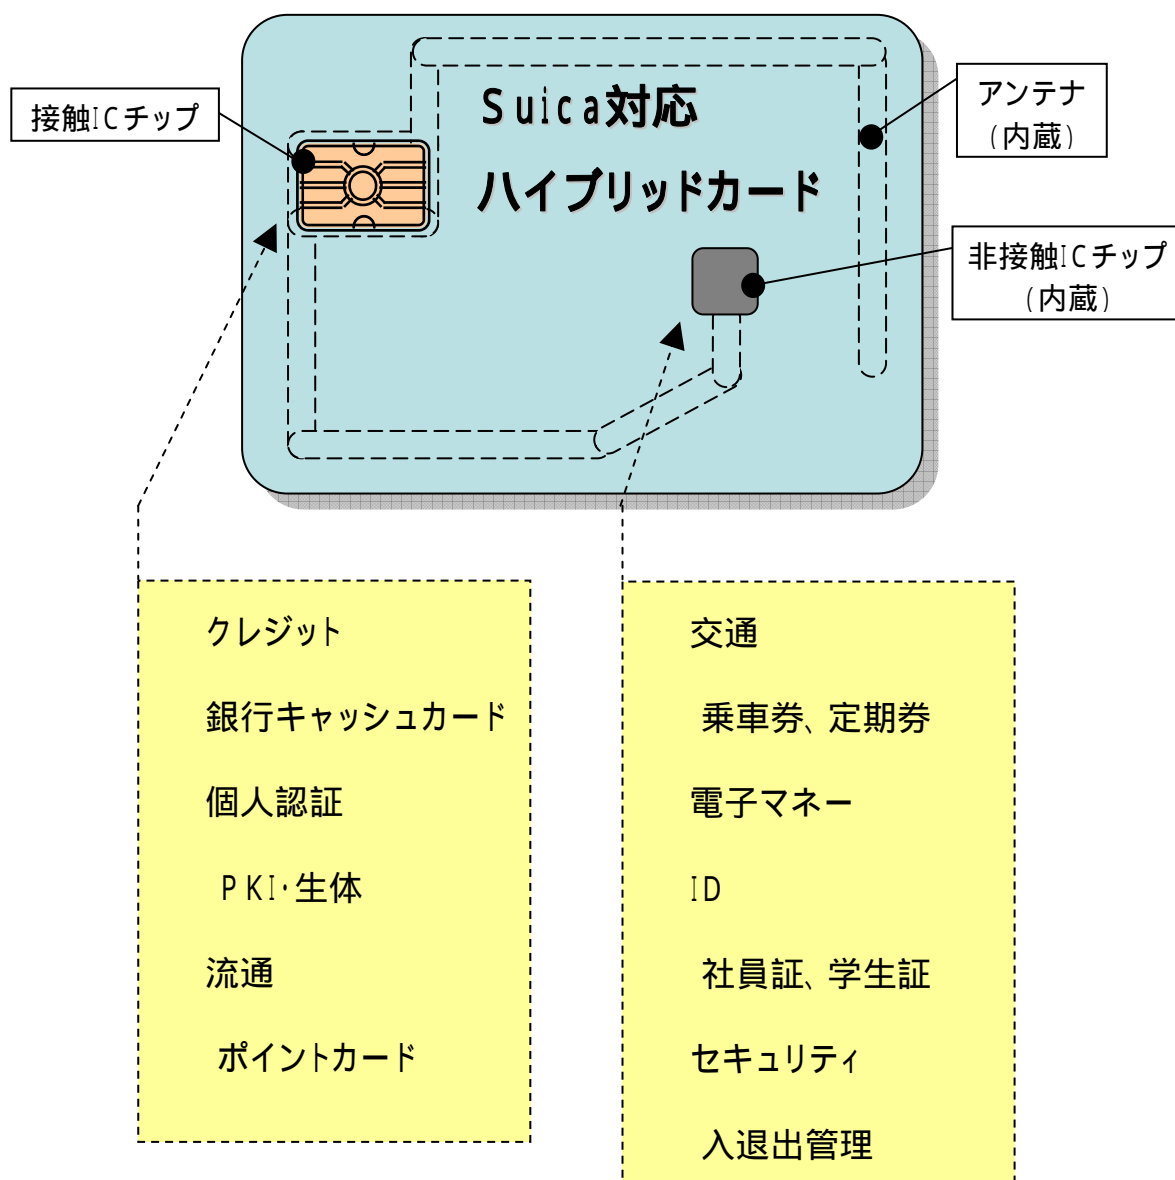 接触ICチップ
Suica対応
ハイブリッドカード
アンテナ
(内蔵)
非接触ICチップ
(内蔵)
クレジット
銀行キャッシュカード
個人認証
PKI・生体
流通
ポイントカード
交通
乗車券、定期券
電子マネー
ID
社員証、学生証
セキュリティ
入退出管理